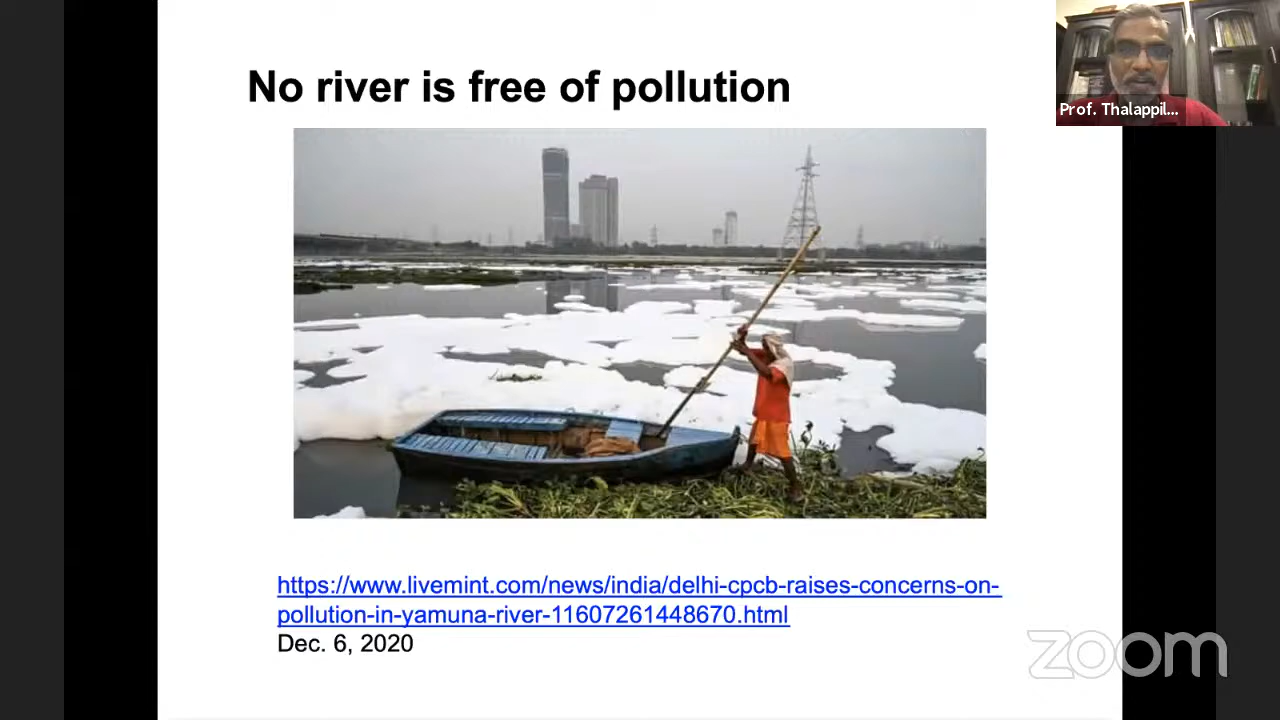 No river is free of pollution
Prof. Thalappil...
https://www.livemint.com/news/india/delhi-cpcb-raises-concerns-on-
pollution-in-yamuna-river-11607261448670.html
Dec. 6, 2020
zoom